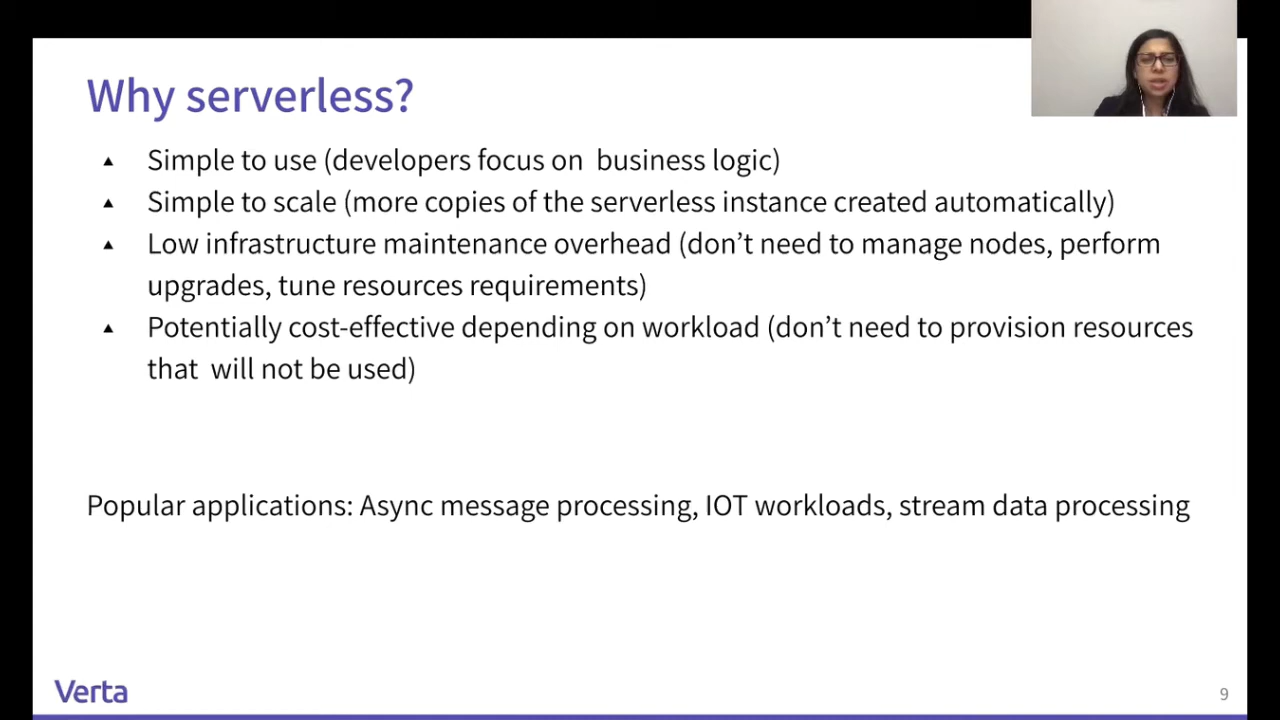 Why serverless?
▲ Simple to use (developers focus on  business logic)
▲ Simple to scale (more copies of the serverless instance created automatically)
▲ Low infrastructure maintenance overhead (don’t need to manage nodes, perform
upgrades, tune resources requirements)
▲ Potentially cost-effective depending on workload (don’t need to provision resources
that  will not be used)
Popular applications: Async message processing, IOT workloads, stream data processing
Verta
9